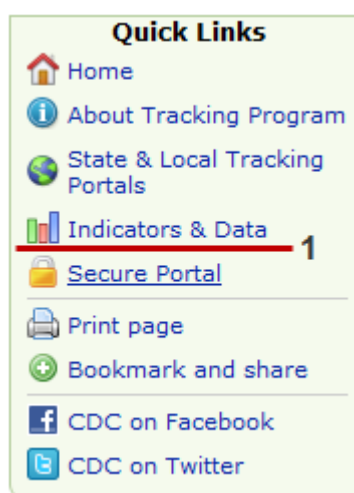 Quick Links
Home
About Tracking Program
State & Local Tracking
Portals
Indicators & Data
1
Secure Portal
Print page
Bookmark and share
CDC on Facebook
CDC on Twitter